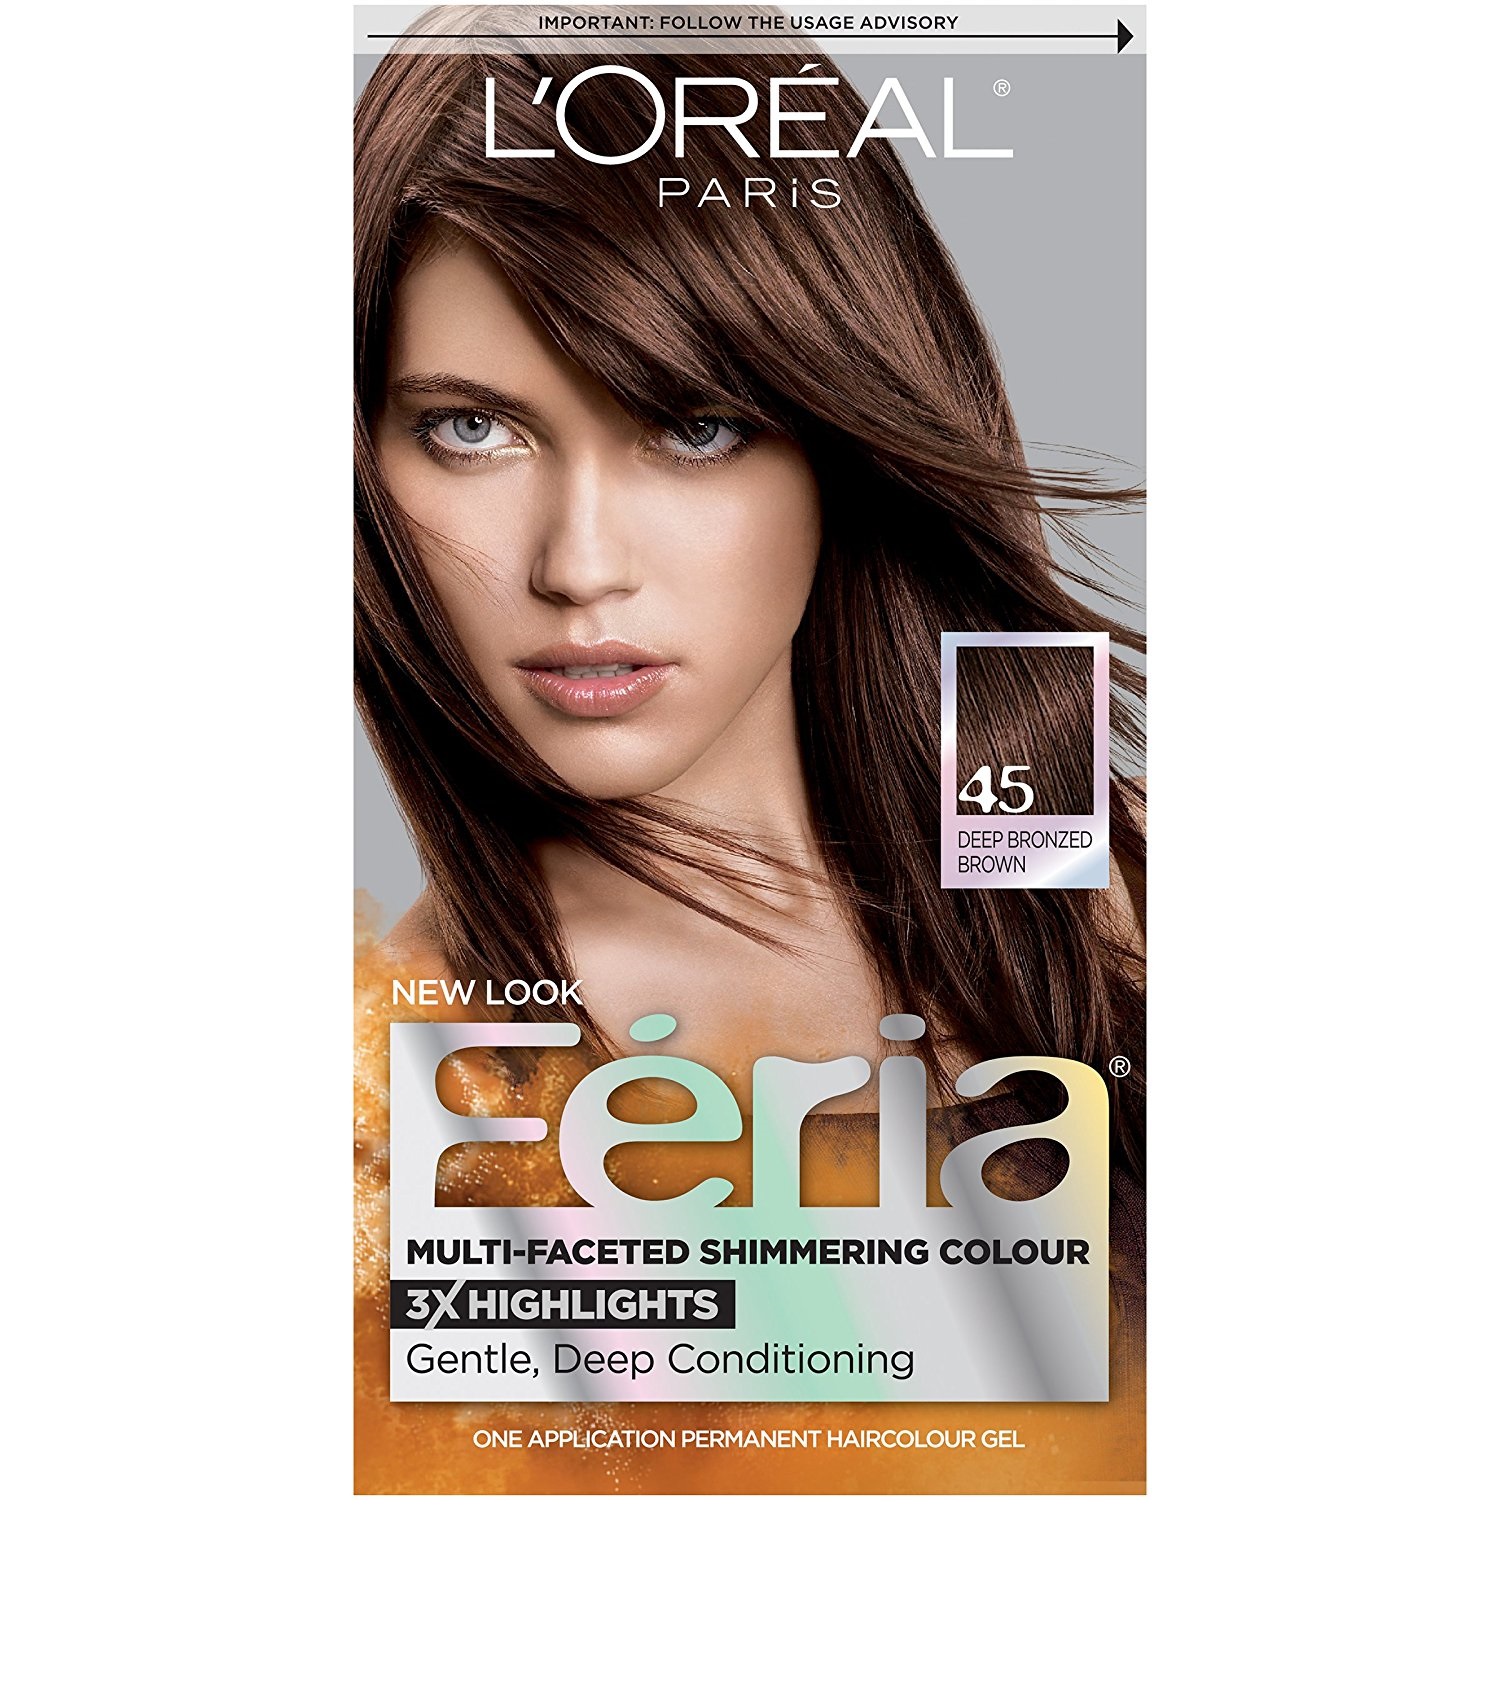 IMPORTANT: FOLLOW THE USAGE ADVISORY
L'ORÉAL®
PARiS
45
DEEP BRONZED
BROWN
NEW LOOK
Féria®
MULTI-FACETED SHIMMERING COLOUR
3X HIGHLIGHTS
Gentle, Deep Conditioning
ONE APPLICATION PERMANENT HAIRCOLOUR GEL